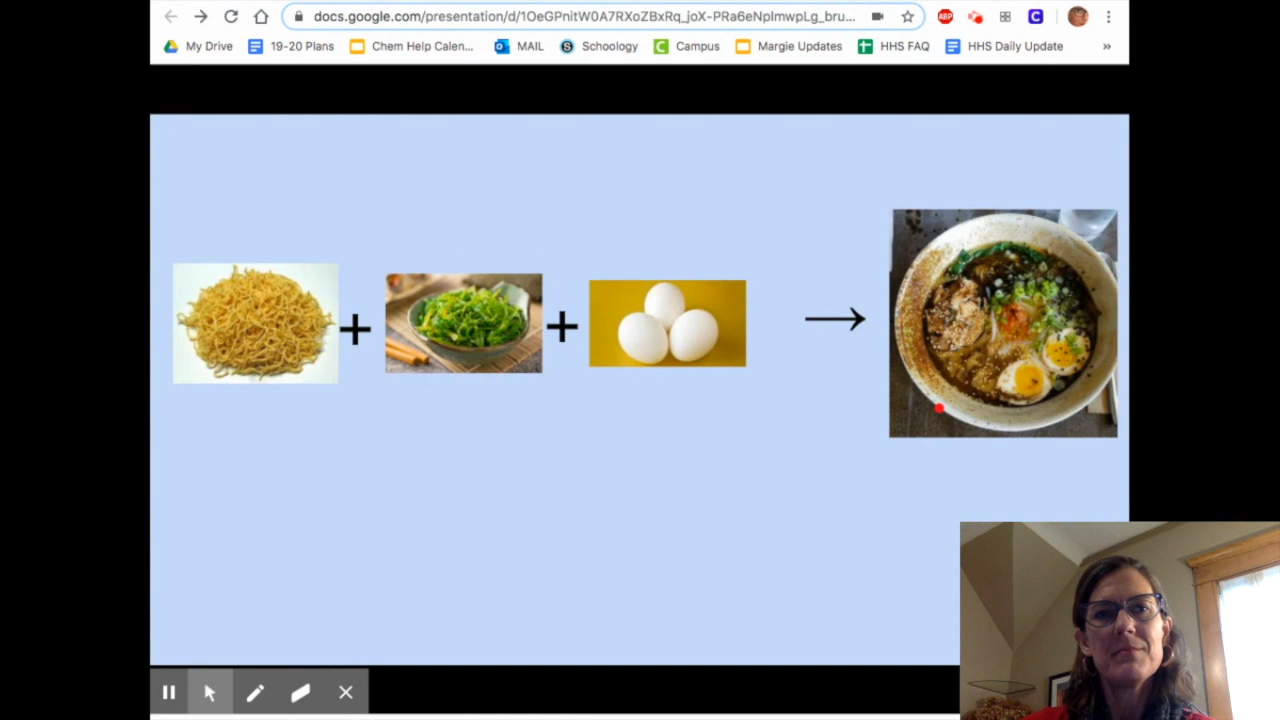 docs.google.com/presentation/d/1OeGPnitW0A7RXoZBxRq_joX-PRa6eNplmwpLg_bru...
ABP
My Drive 19-20 Plans Chem Help Calen... MAIL Schoology Campus Margie Updates HHS FAQ HHS Daily Update »
+ + →